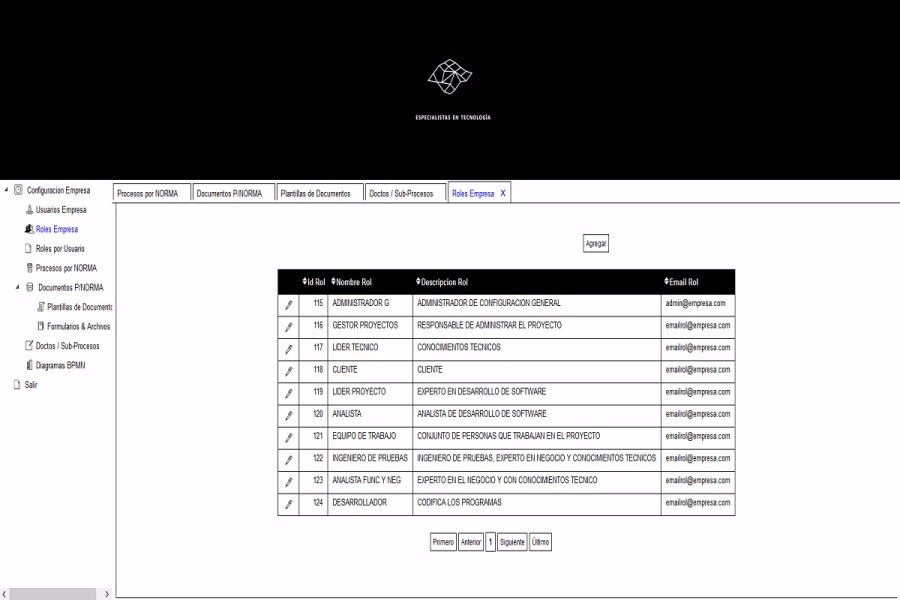 ESPECIALISTAS EN TECNOLOGÍA
Configuracion Empresa
Usuarios Empresa
Roles Empresa
Roles por Usuario
Procesos por NORMA
Documentos P/NORMA
Plantillas de Documento
Formularios & Archivos
Doctos / Sub-Procesos
Diagramas BPMN
Salir
Procesos por NORMA Documentos P/NORMA Plantillas de Documentos Doctos / Sub-Procesos Roles Empresa X
Agregar
Id Rol Nombre Rol Descripcion Rol Email Rol
115 ADMINISTRADOR G ADMINISTRADOR DE CONFIGURACION GENERAL admin@empresa.com
116 GESTOR PROYECTOS RESPONSABLE DE ADMINISTRAR EL PROYECTO emailrol@empresa.com
117 LIDER TECNICO CONOCIMIENTOS TECNICOS emailrol@empresa.com
118 CLIENTE CLIENTE emailrol@empresa.com
119 LIDER PROYECTO EXPERTO EN DESARROLLO DE SOFTWARE emailrol@empresa.com
120 ANALISTA ANALISTA DE DESARROLLO DE SOFTWARE emailrol@empresa.com
121 EQUIPO DE TRABAJO CONJUNTO DE PERSONAS QUE TRABAJAN EN EL PROYECTO emailrol@empresa.com
122 INGENIERO DE PRUEBAS INGENIERO DE PRUEBAS, EXPERTO EN NEGOCIO Y CONOCIMIENTOS TECNICOS emailrol@empresa.com
123 ANALISTA FUNC.Y NEG EXPERTO EN EL NEGOCIO Y CON CONOCIMIENTOS TECNICO emailrol@empresa.com
124 DESARROLLADOR CODIFICA LOS PROGRAMAS emailrol@empresa.com
Primero Anterior 1 Siguiente Último